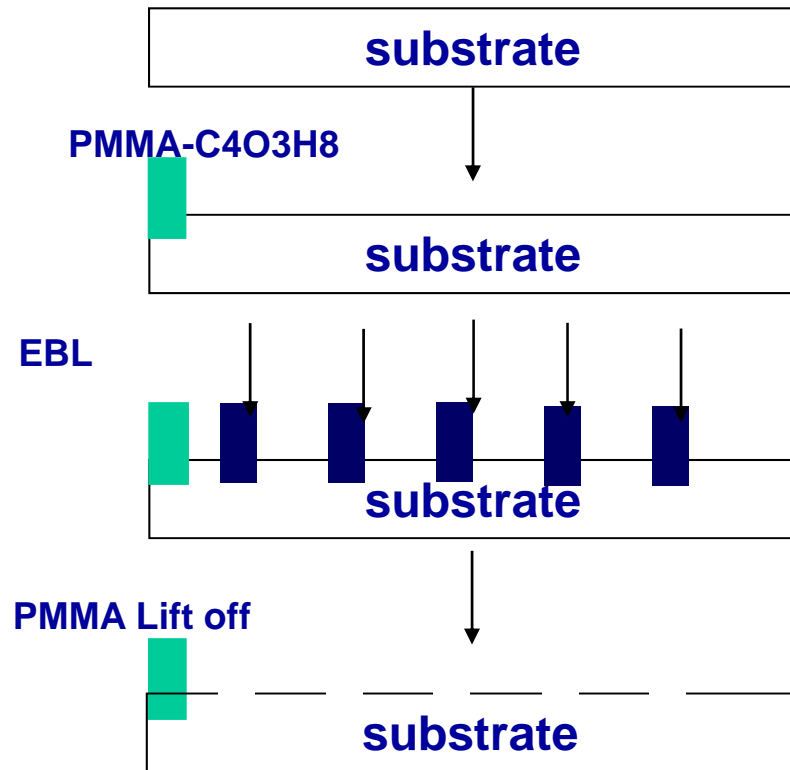 substrate
PMMA-C4O3H8
substrate
EBL
substrate
PMMA Lift off
substrate